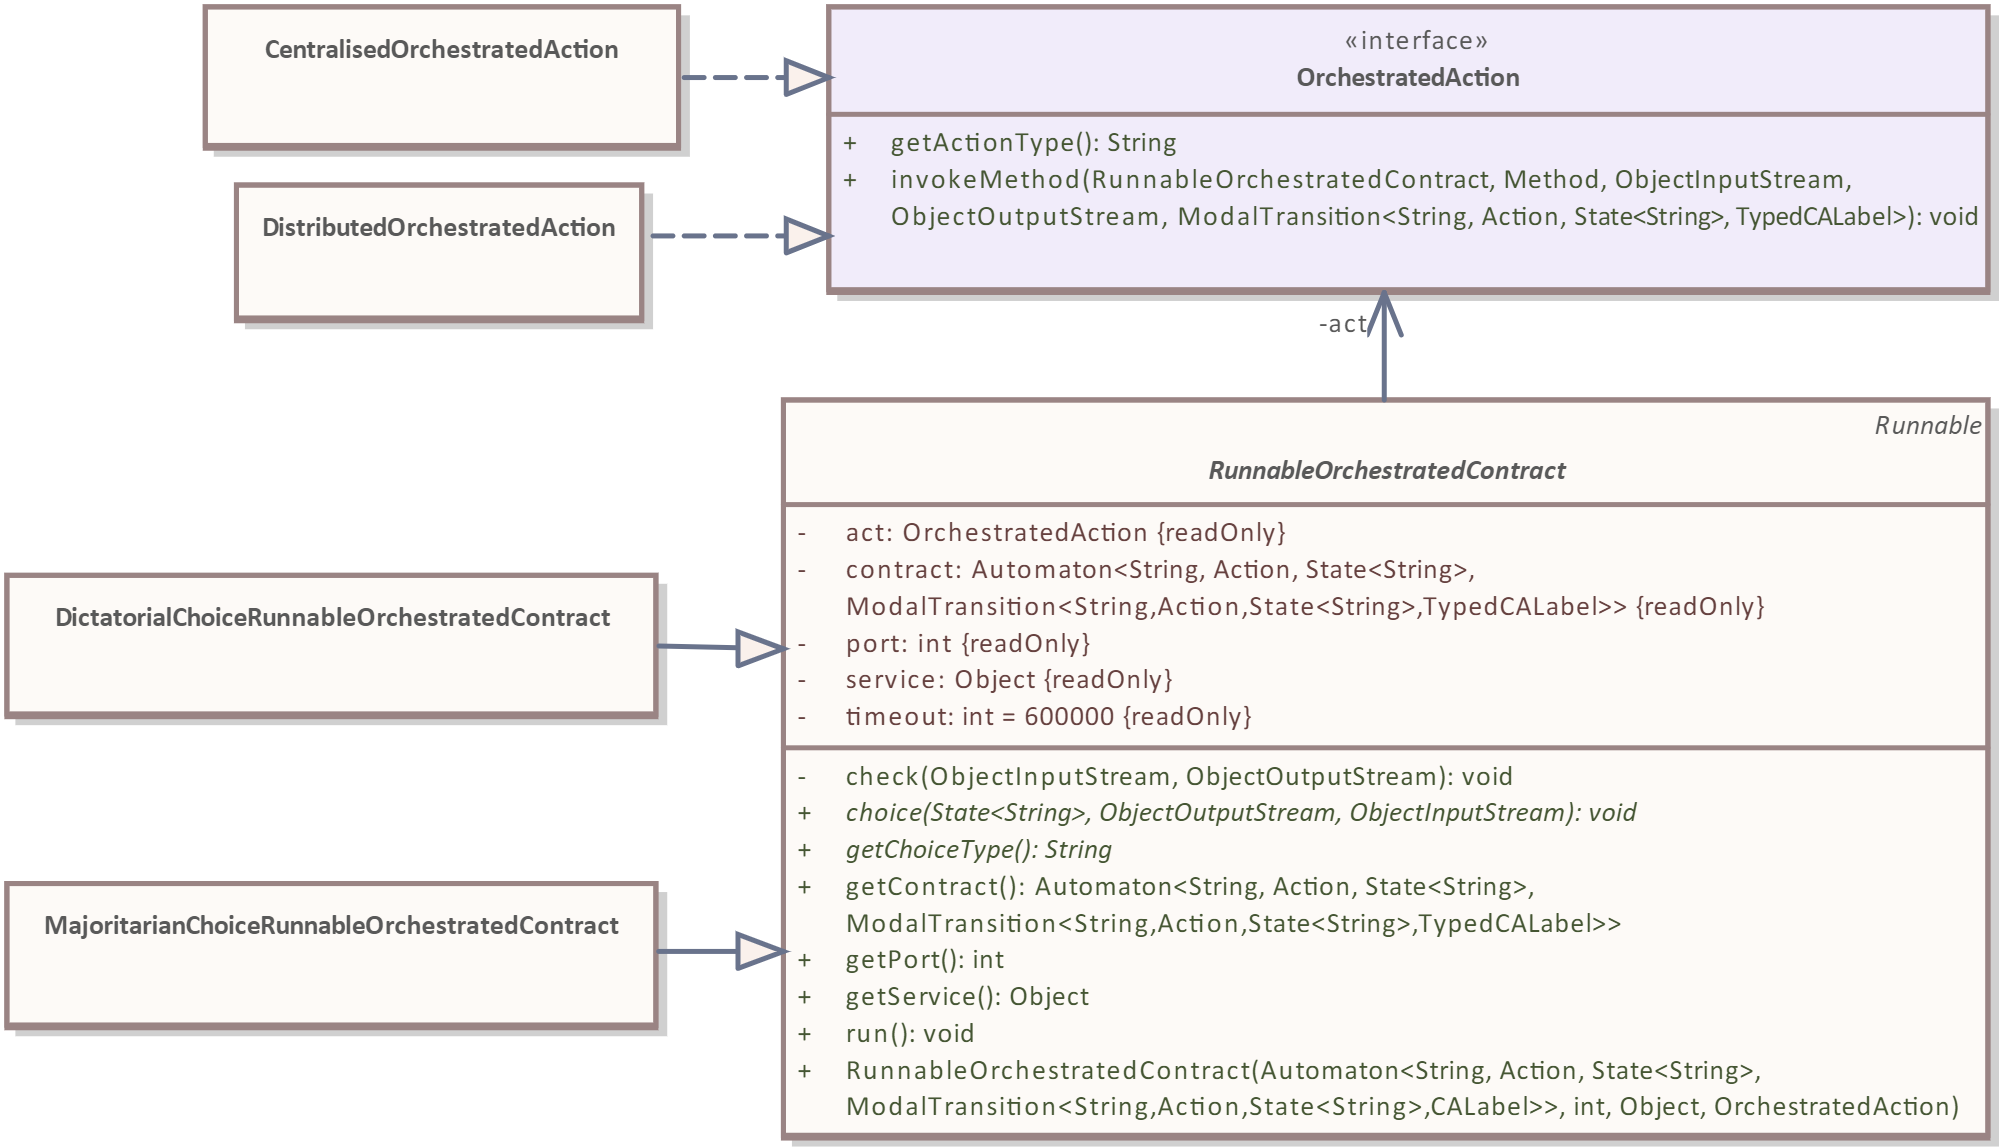 CentralisedOrchestratedAction
«interface»
OrchestratedAction
+ getActionType(): String
+ invokeMethod(RunnableOrchestratedContract, Method, ObjectInputStream,
ObjectOutputStream, ModalTransition<String, Action, State<String>, TypedCALabel>): void
DistributedOrchestratedAction
-act
Runnable
RunnableOrchestratedContract
- act: OrchestratedAction {readOnly}
- contract: Automaton<String, Action, State<String>,
ModalTransition<String,Action,State<String>,TypedCALabel>> {readOnly}
- port: int {readOnly}
- service: Object {readOnly}
- timeout: int = 600000 {readOnly}
- check(ObjectInputStream, ObjectOutputStream): void
+ choice(State<String>, ObjectOutputStream, ObjectInputStream): void
+ getChoiceType(): String
+ getContract(): Automaton<String, Action, State<String>,
ModalTransition<String,Action,State<String>,TypedCALabel>>
+ getPort(): int
+ getService(): Object
+ run(): void
+ RunnableOrchestratedContract(Automaton<String, Action, State<String>,
ModalTransition<String,Action,State<String>,CALabel>>, int, Object, OrchestratedAction)
DictatorialChoiceRunnableOrchestratedContract
MajoritarianChoiceRunnableOrchestratedContract